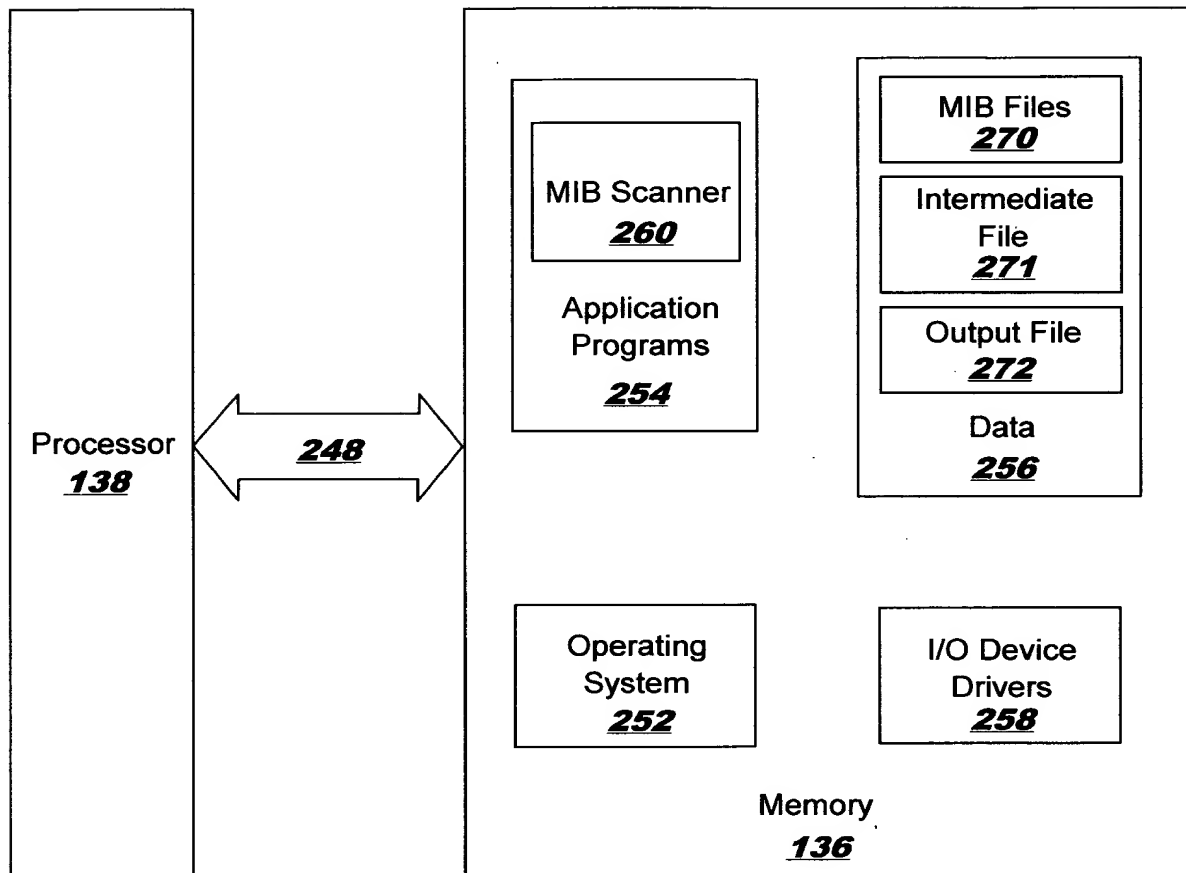 Processor
138
248
MIB Scanner
260
Application
Programs
254
MIB Files
270
Intermediate
File
271
Output File
272
Data
256
Operating
System
252
I/O Device
Drivers
258
Memory
136